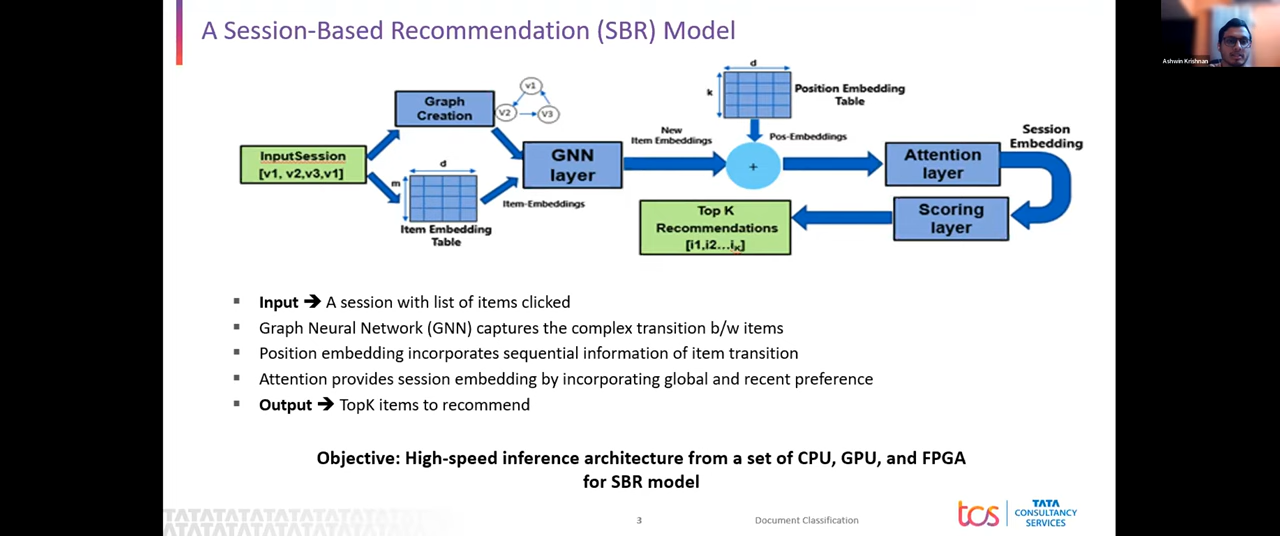 A Session-Based Recommendation (SBR) Model
Ashwin Krishnan
Graph
Creation
v1
V2
V3
InputSession
[v1, v2,v3,v1]
d
m
Item Embedding
Table
Item-Embeddings
GNN
layer
New
Item Embeddings
d
k
Position Embedding
Table
Pos-Embeddings
+
Attention
layer
Session
Embedding
Scoring
layer
Top K
Recommendations
[i1,i2...iK]
▪ Input ➔ A session with list of items clicked
▪ Graph Neural Network (GNN) captures the complex transition b/w items
▪ Position embedding incorporates sequential information of item transition
▪ Attention provides session embedding by incorporating global and recent preference
▪ Output ➔ TopK items to recommend
Objective: High-speed inference architecture from a set of CPU, GPU, and FPGA
for SBR model
TATATATATATATATATATATATA
3
Document Classification
tcs
TATA
CONSULTANCY
SERVICES